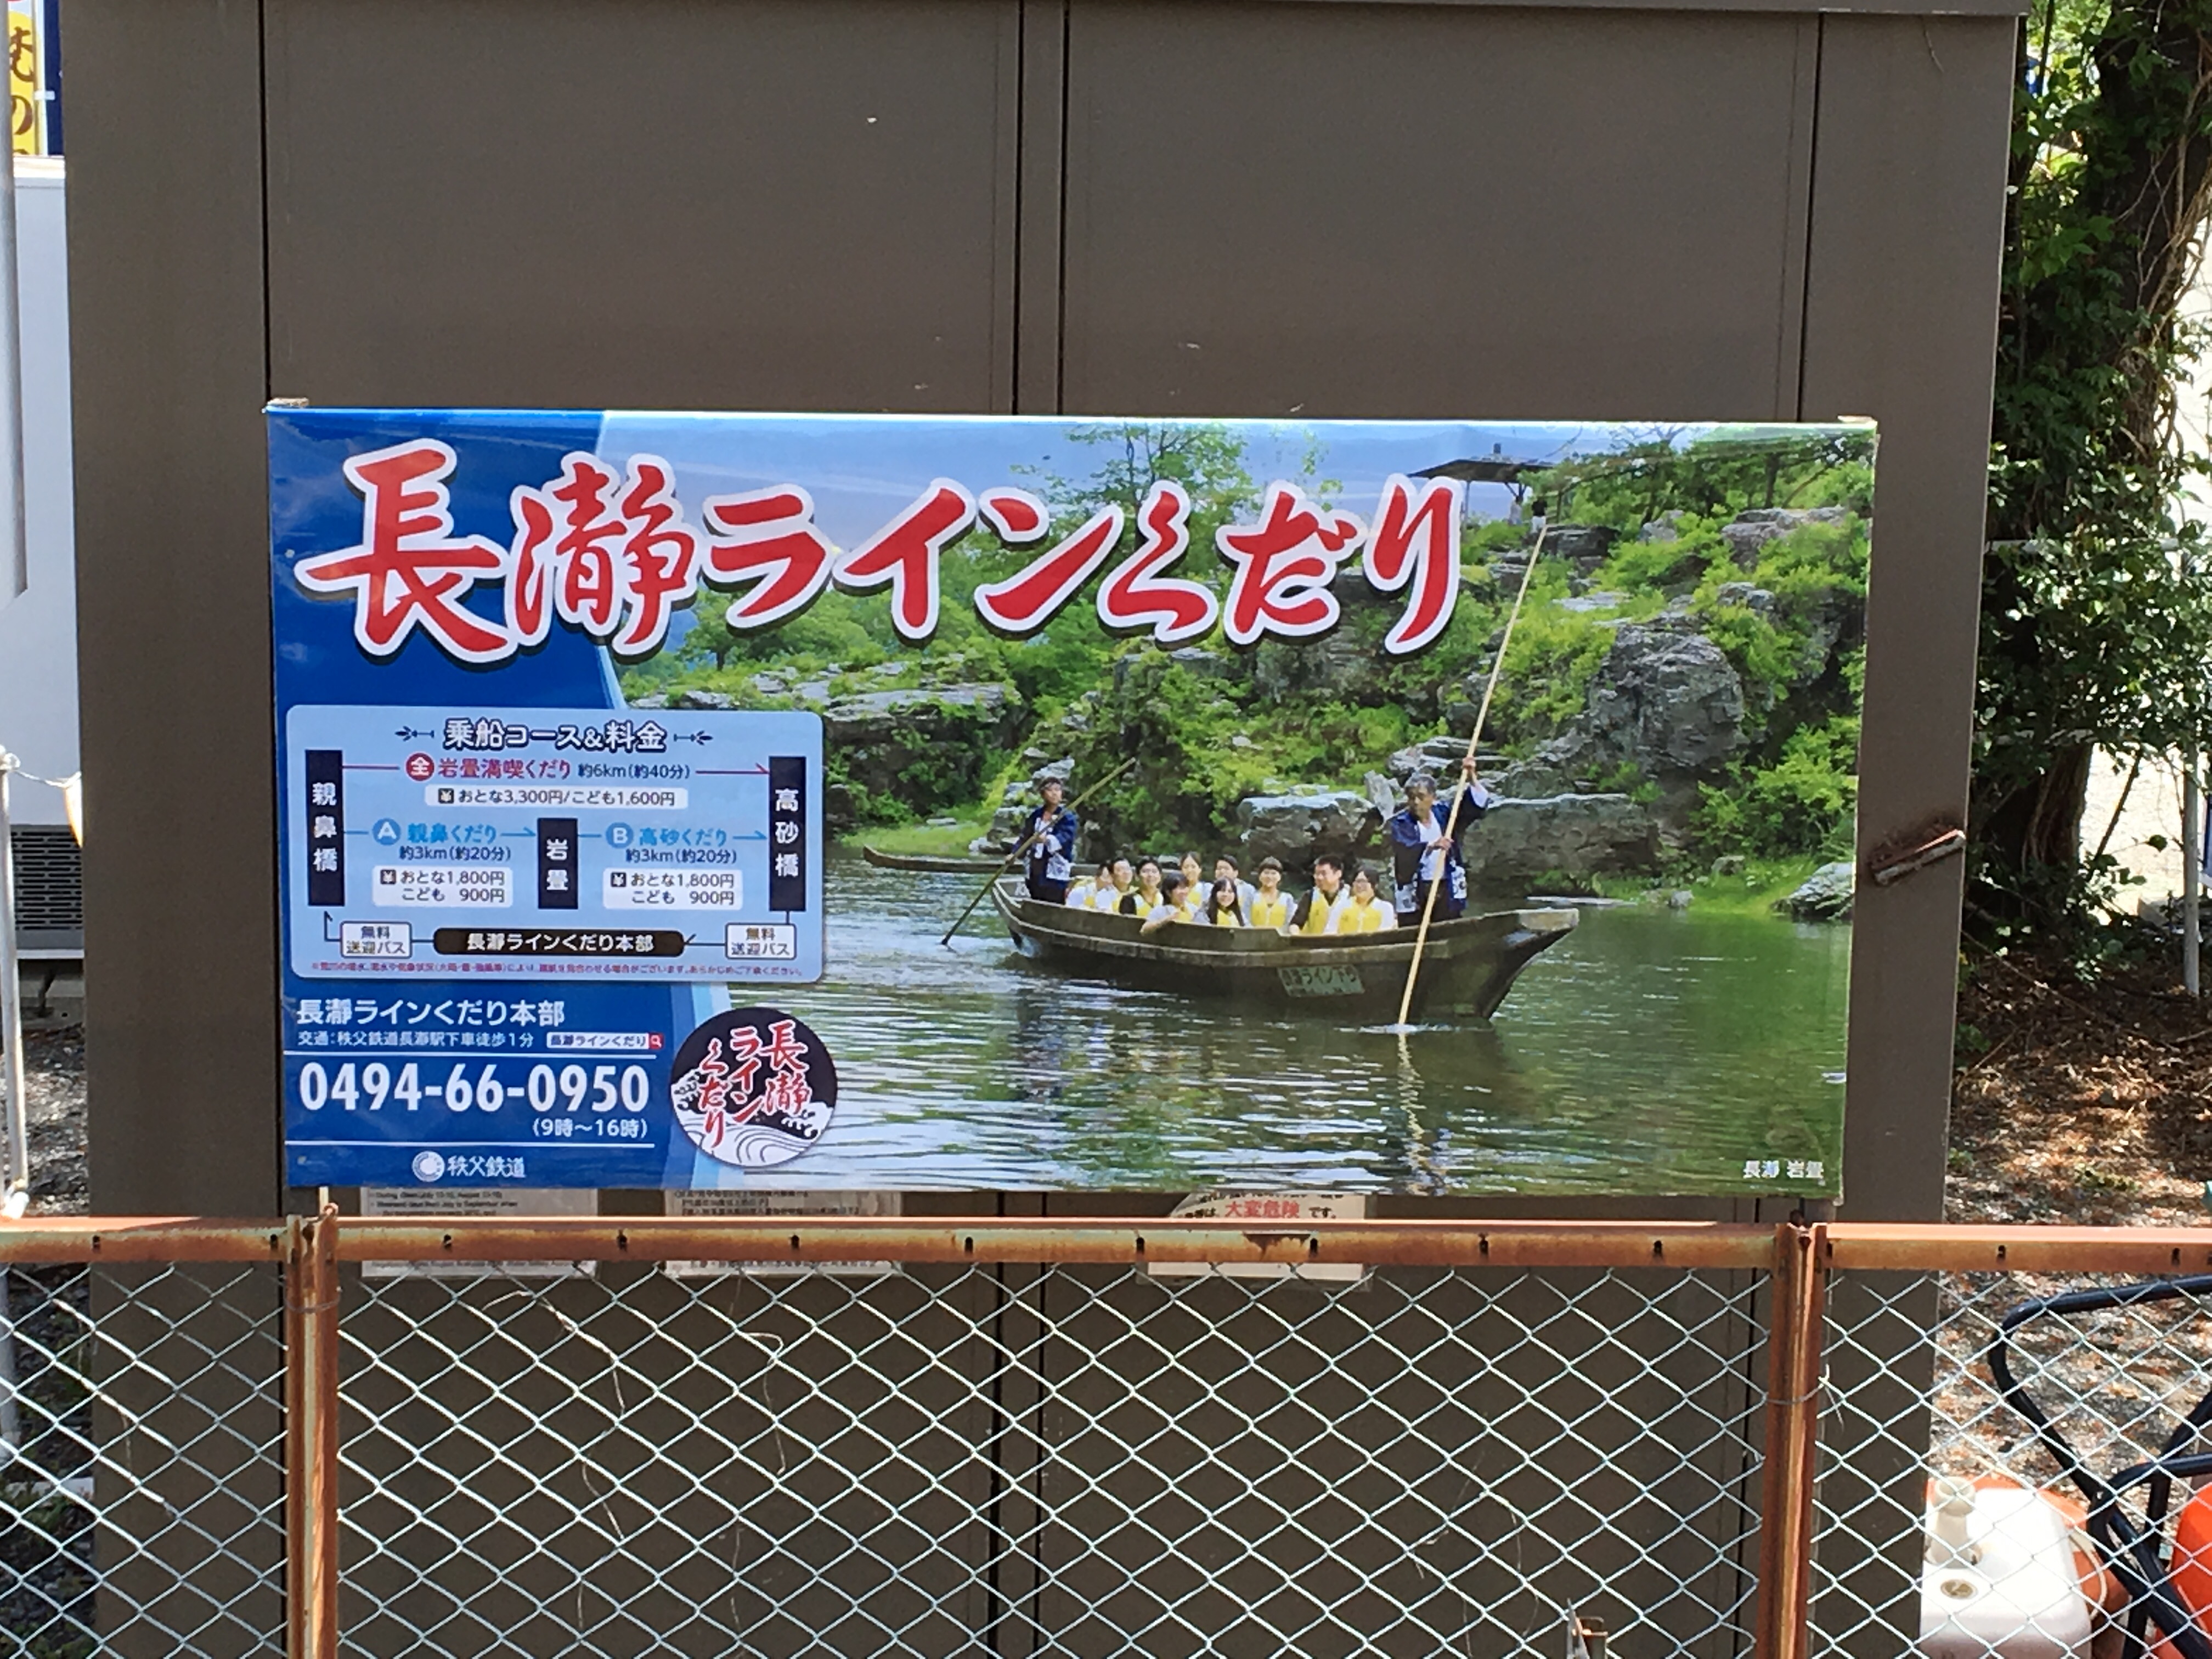 長瀞ラインくだり
乗船コース&料金
親鼻橋
全 岩畳満喫くだり 約6km(約40分)
¥ おとな3,300円/こども1,600円
高砂橋
A 親鼻くだり
約3km(約20分)
¥ おとな1,800円
こども 900円
岩畳
B 高砂くだり
約3km(約20分)
¥ おとな1,800円
こども 900円
無料
送迎バス
長瀞ラインくだり本部
無料
送迎バス
長瀞ラインくだり本部
交通：秩父鉄道長瀞駅下車徒歩1分 長瀞ラインくだり
0494-66-0950
(9時〜16時)
秩父鉄道
長瀞
ライン
くだり
長瀞 岩畳
大変危険 です。